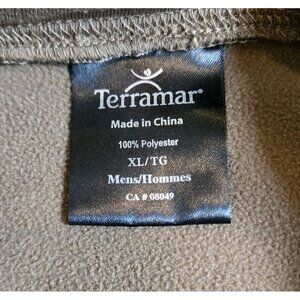 Terramar®
Made in China
100% Polyester
XL/TG
Mens/Hommes
CA # 08049